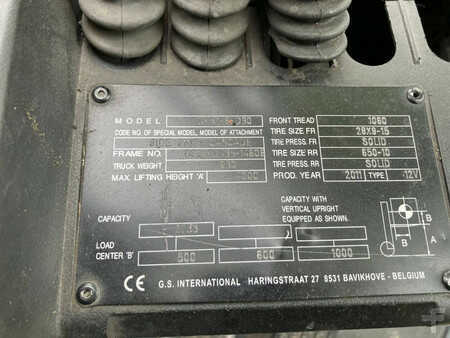 MODEL FRONT TREAD 1060
CODE NO. OF SPECIAL MODEL, MODEL OF ATTACHMENT TIRE SIZE FR 28X9-15
TIRE PRESS. FR SOLID
FRAME NO. TIRE SIZE RR 650-10
TRUCK WEIGHT TIRE PRESS. RR SOLID
MAX. LIFTING HEIGHT 'A' PROD. YEAR 2011 TYPE -12V
CAPACITY WITH
VERTICAL UPRIGHT
EQUIPPED AS SHOWN.
CAPACITY
B
B
A
LOAD
CENTER 'B' 500 600 1000
CE G.S. INTERNATIONAL HARINGSTRAAT 27 8531 BAVIKHOVE - BELGIUM